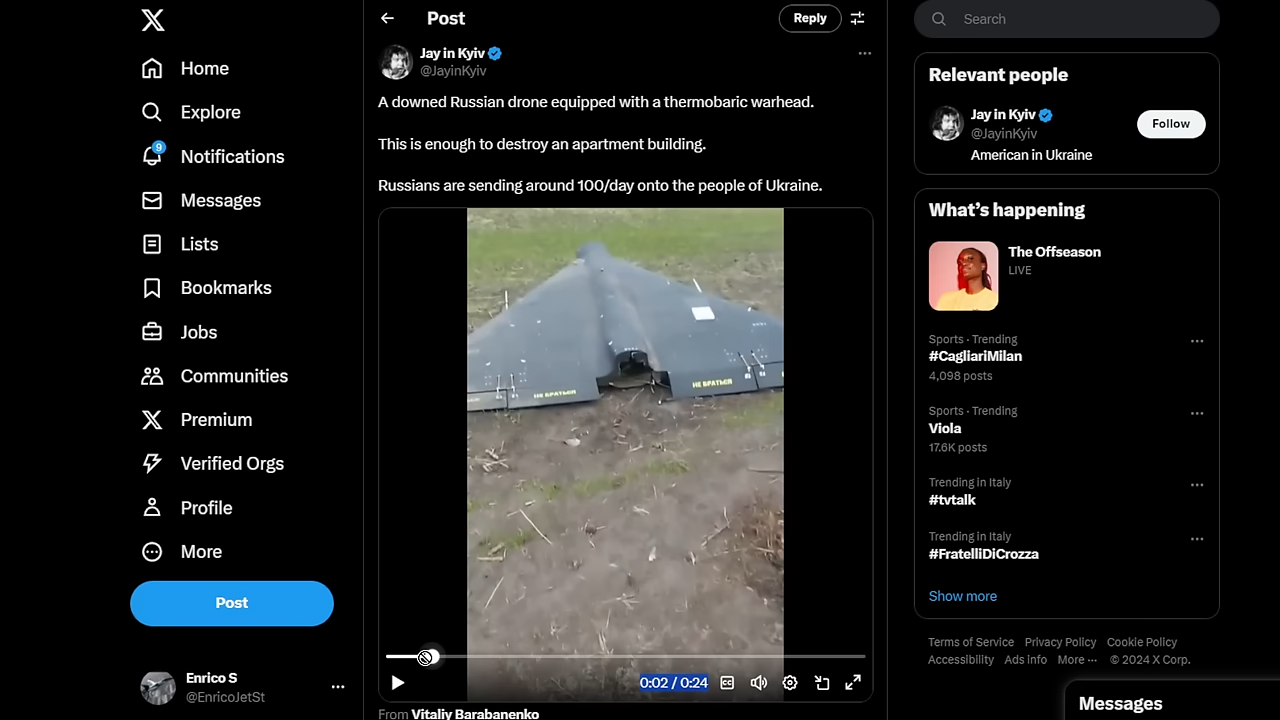 Home
Explore
9
Notifications
Messages
Lists
Bookmarks
Jobs
Communities
Premium
Verified Orgs
Profile
More
Post
Enrico S
@EnricoJetSt
Post
Reply
Jay in Kyiv
@JayinKyiv
A downed Russian drone equipped with a thermobaric warhead.
This is enough to destroy an apartment building.
Russians are sending around 100/day onto the people of Ukraine.
НЕ БРАТЬСЯ
НЕ БРАТЬСЯ
0:02 / 0:24
From Vitaliy Barabanenko
Search
Relevant people
Jay in Kyiv
@JayinKyiv
Follow
American in Ukraine
What's happening
The Offseason
LIVE
Sports · Trending
#CagliariMilan
4,098 posts
Sports · Trending
Viola
17.6K posts
Trending in Italy
#tvtalk
Trending in Italy
#FratelliDiCrozza
Show more
Terms of Service Privacy Policy Cookie Policy
Accessibility Ads info More ··· © 2024 X Corp.
Messages